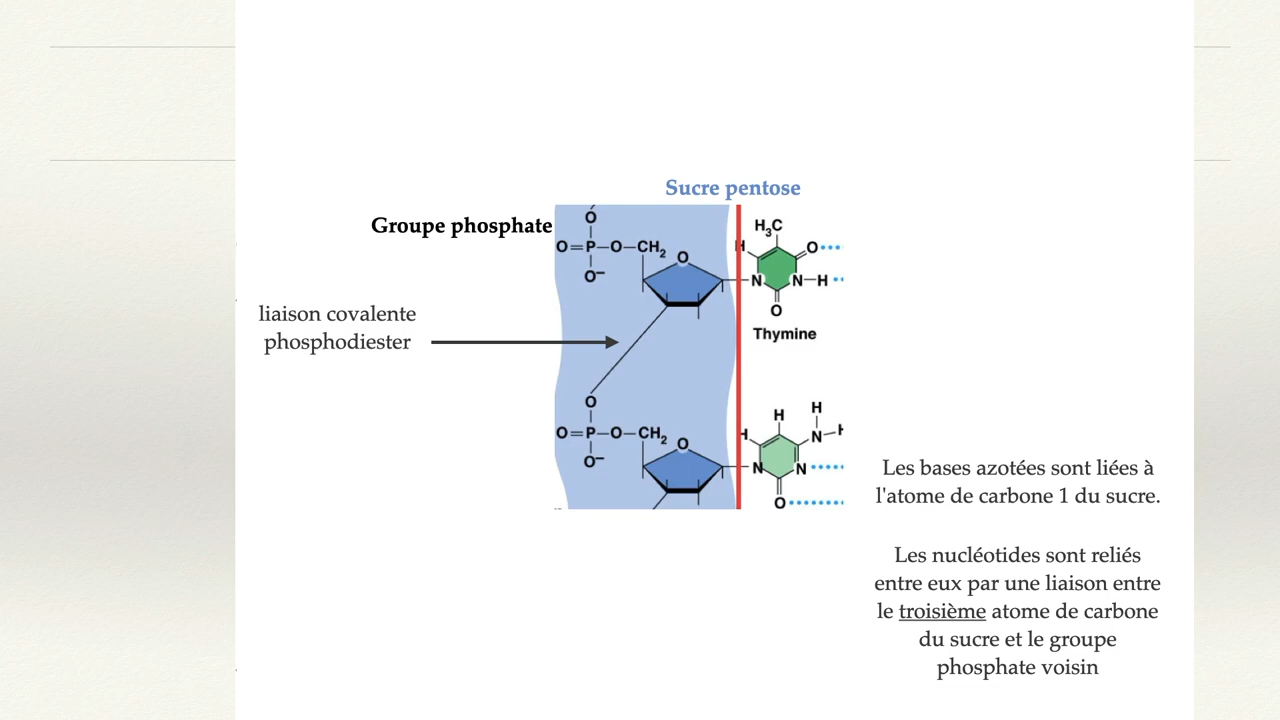 Sucre pentose
Groupe phosphate
O
O=P–O–CH2
O–
O
H
H3C
O
N
N–H
O
Thymine
liaison covalente
phosphodiester
O
O=P–O–CH2
O–
O
H
H
H
N–H
N
N
O
Les bases azotées sont liées à
l'atome de carbone 1 du sucre.
Les nucléotides sont reliés
entre eux par une liaison entre
le troisième atome de carbone
du sucre et le groupe
phosphate voisin